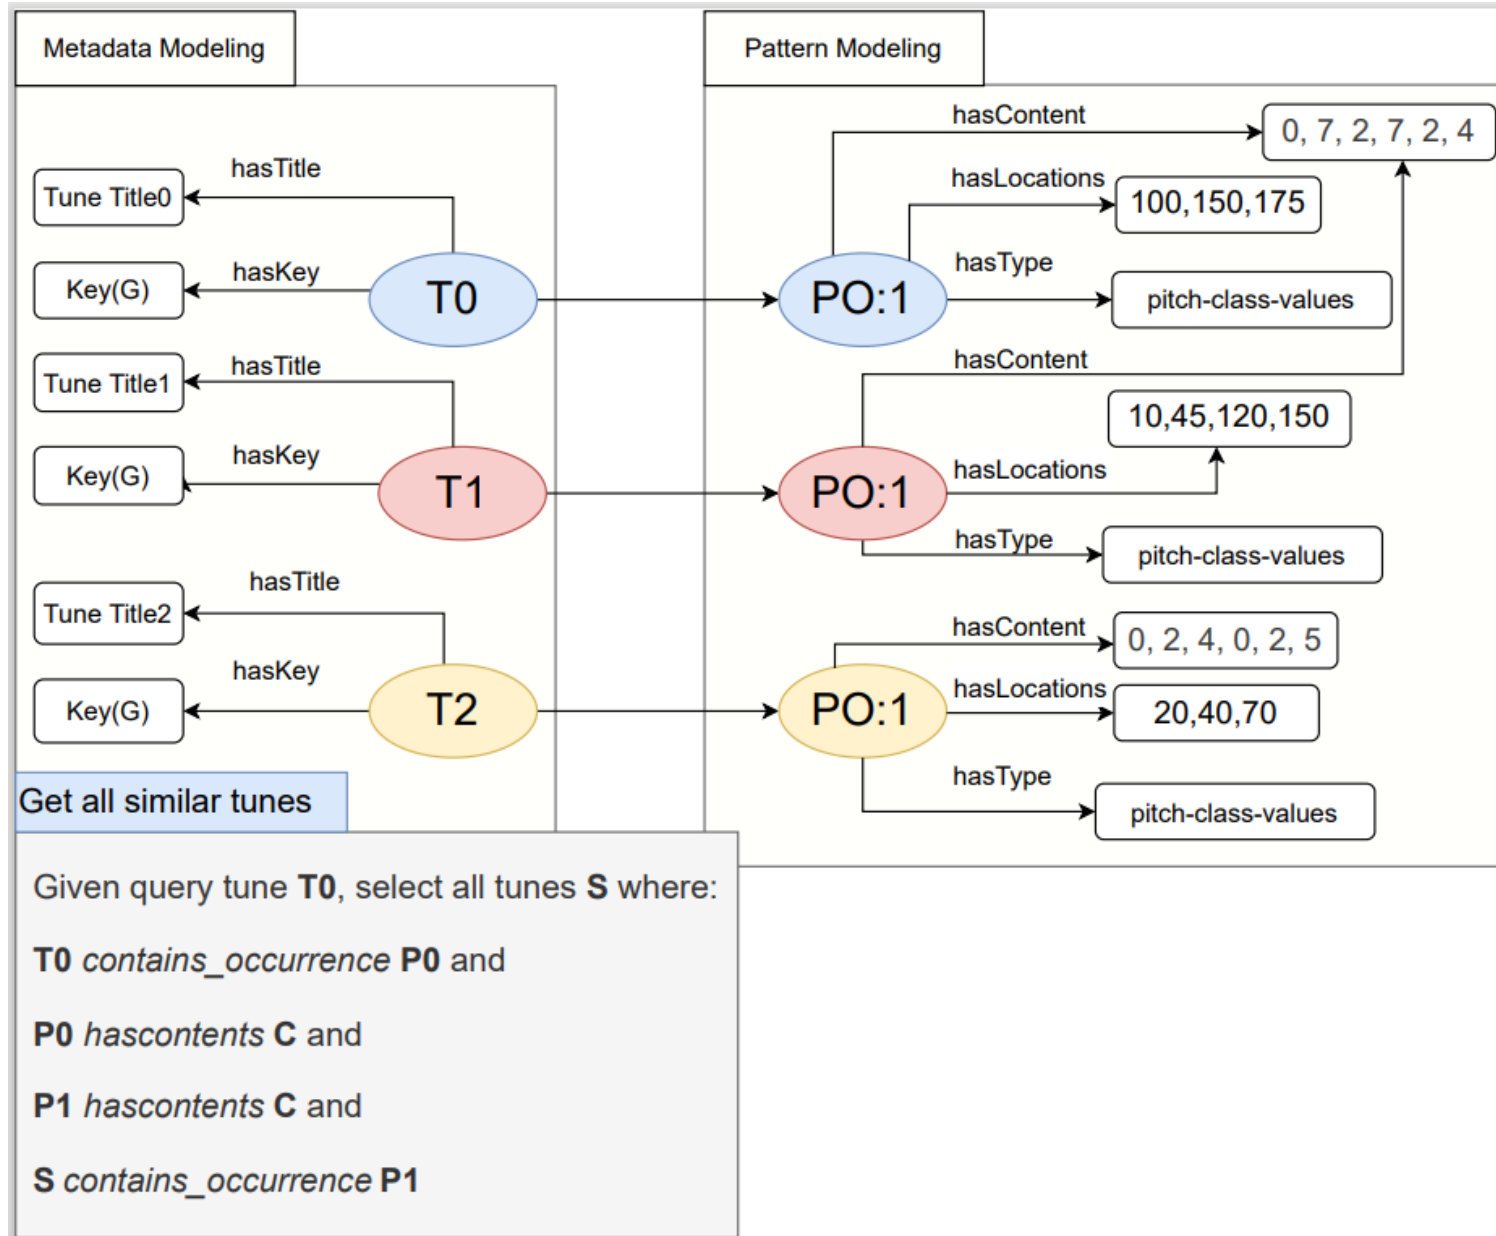 Metadata Modeling
Pattern Modeling
hasTitle
Tune Title0
hasKey
Key(G)
T0
hasTitle
Tune Title1
hasKey
Key(G)
T1
hasTitle
Tune Title2
hasKey
Key(G)
T2
hasContent
0, 7, 2, 7, 2, 4
hasLocations
100,150,175
PO:1
hasType
pitch-class-values
hasContent
10,45,120,150
PO:1
hasLocations
hasType
pitch-class-values
hasContent
0, 2, 4, 0, 2, 5
PO:1
hasLocations
20,40,70
hasType
pitch-class-values
Get all similar tunes
Given query tune T0, select all tunes S where:
T0 contains_occurrence P0 and
P0 hascontents C and
P1 hascontents C and
S contains_occurrence P1